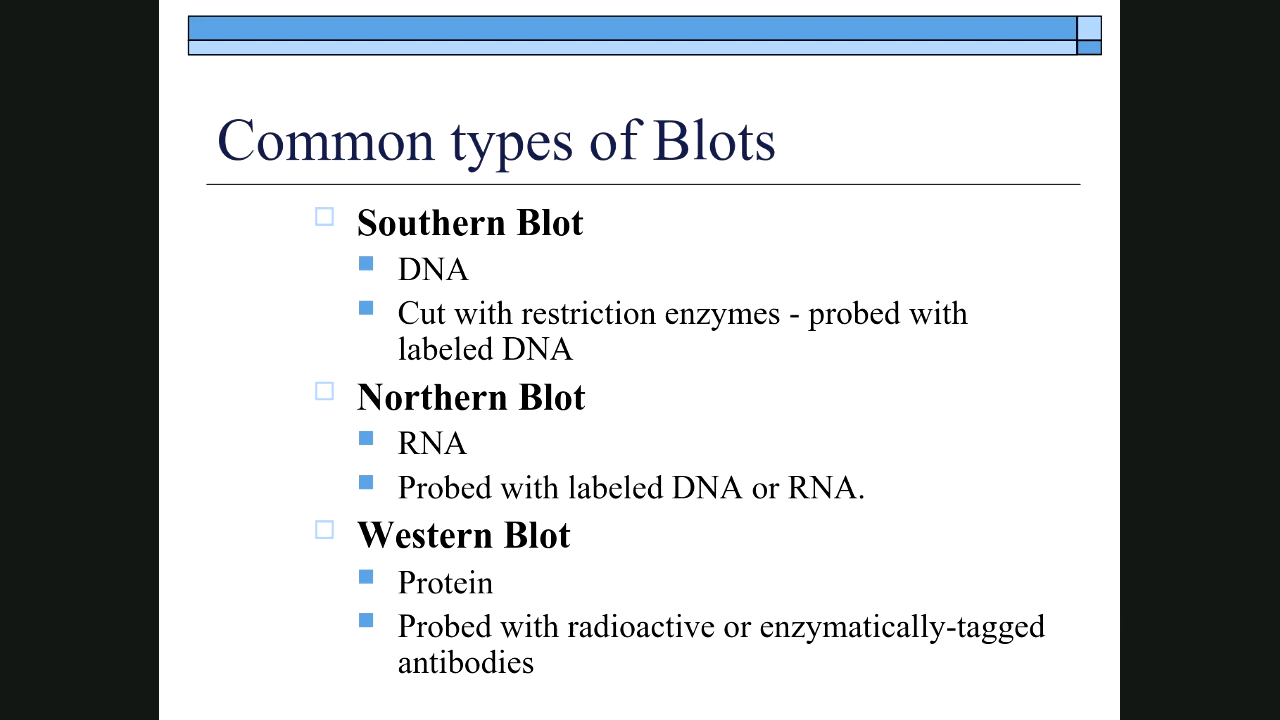 Common types of Blots
Southern Blot
DNA
Cut with restriction enzymes - probed with
labeled DNA
Northern Blot
RNA
Probed with labeled DNA or RNA.
Western Blot
Protein
Probed with radioactive or enzymatically-tagged
antibodies